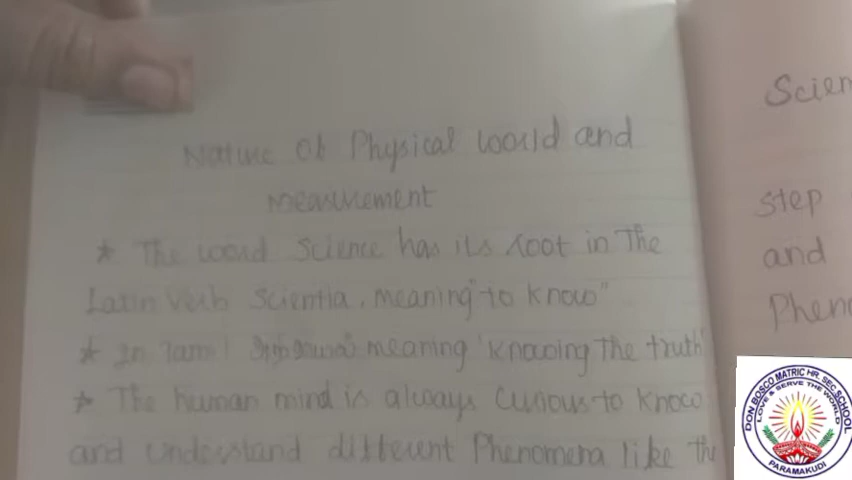 Nature Of Physical world and
measurement
* The word Science has its root in The
Latin Verb Scientia, meaning "to know"
* In Tamil அறிவியல் meaning 'knowing The truth'
* The human mind is always Curious to know
and understand different Phenomena like the
Scien
step
and
Pheno
DON BOSCO MATRIC HR. SEC. SCHOOL
LOVE & SERVE THE WORLD
PARAMAKUDI